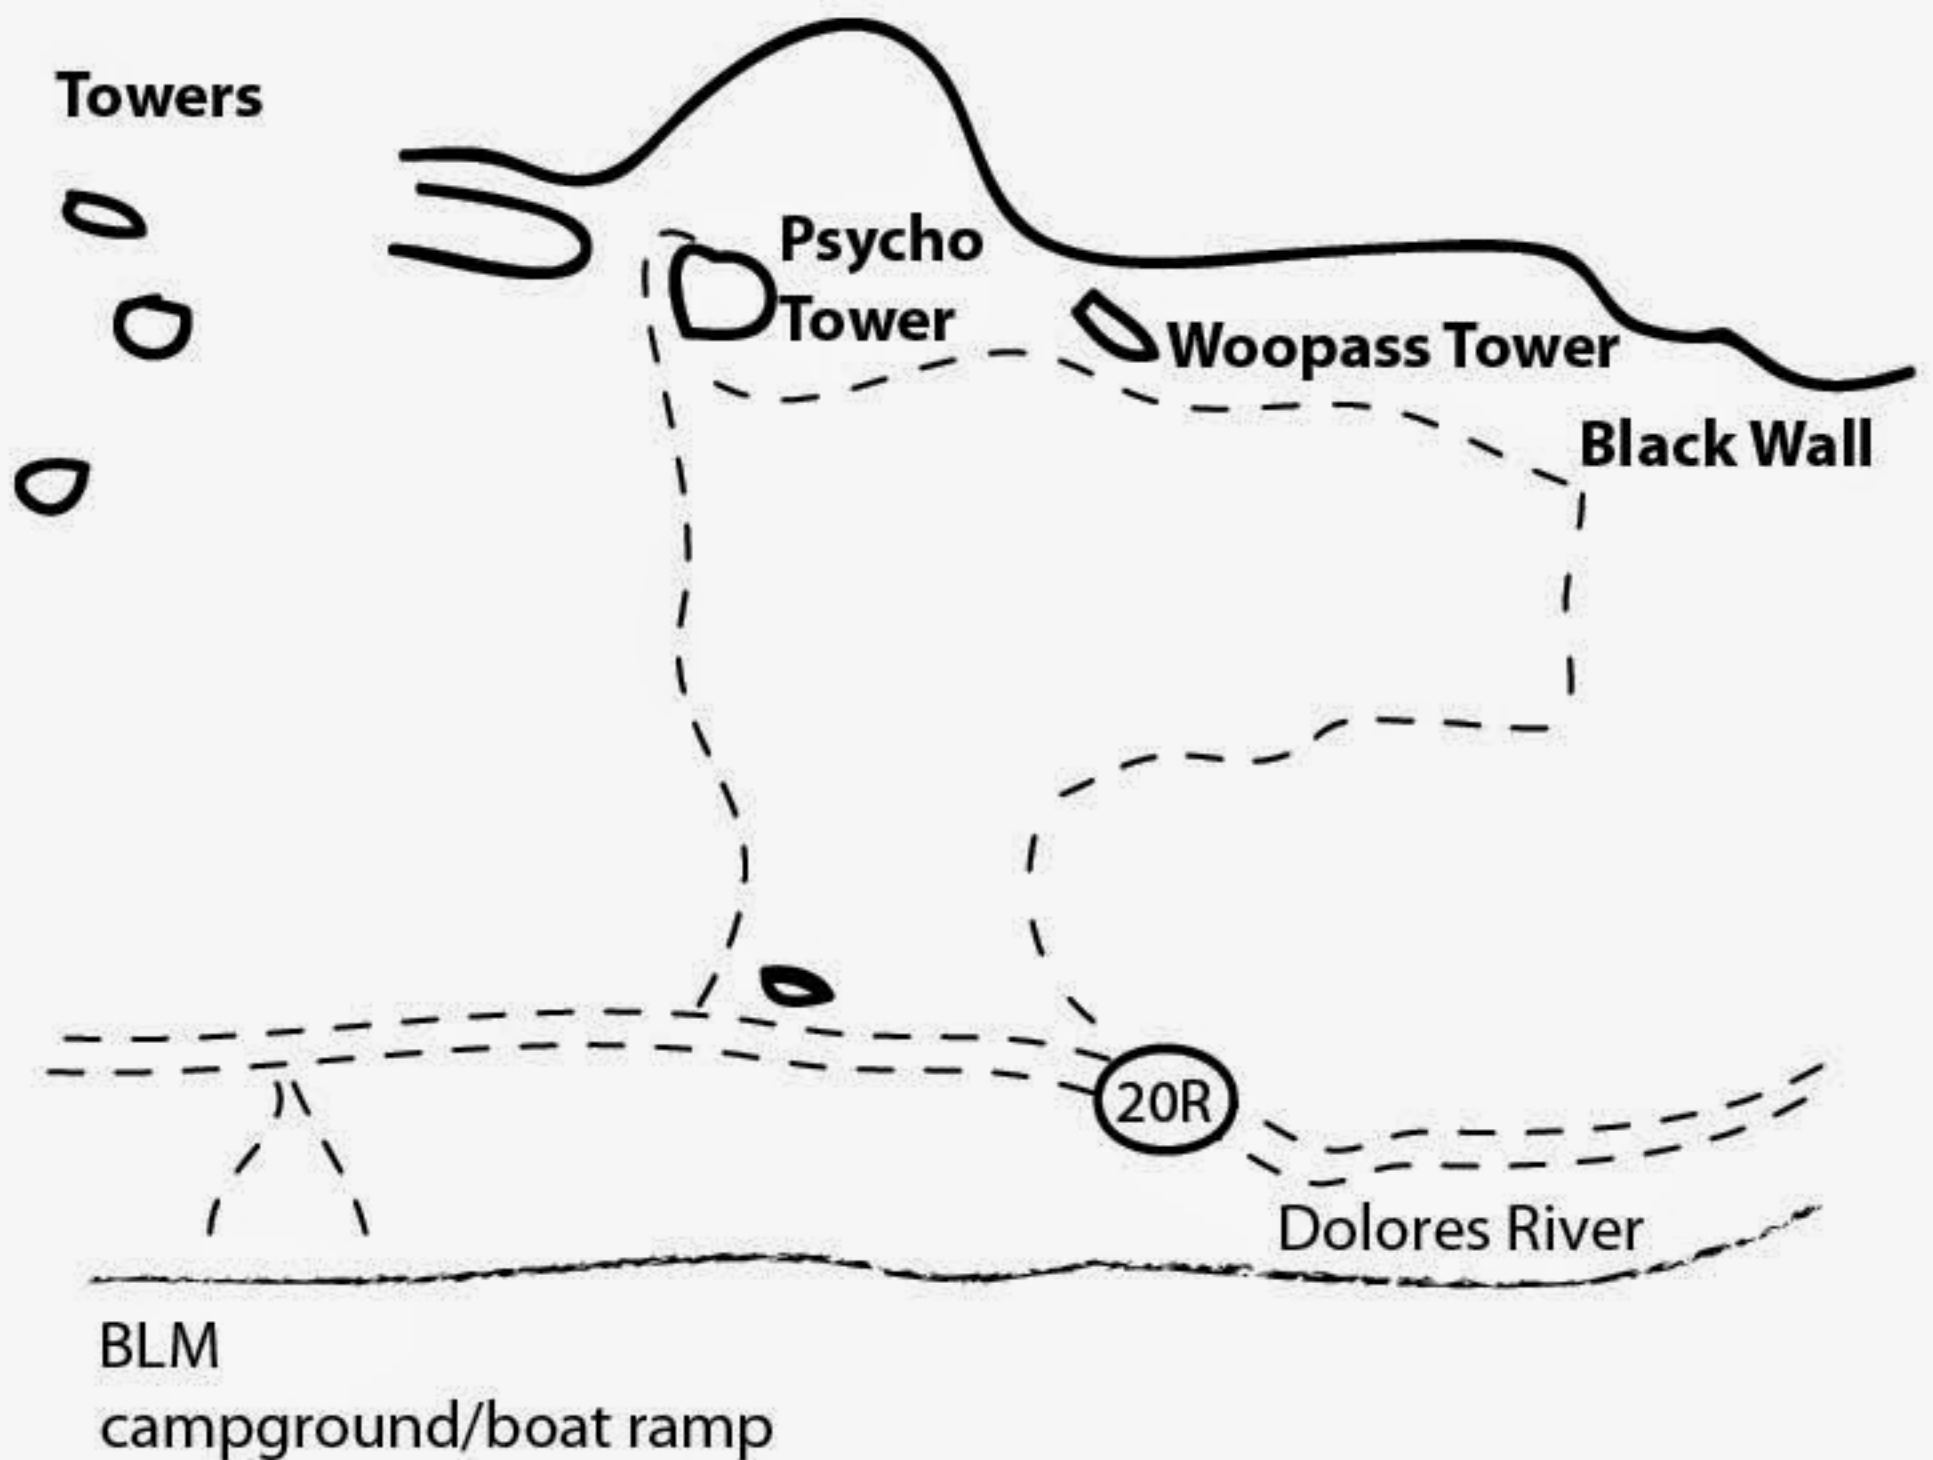 Towers
Psycho
Tower
Woopass Tower
Black Wall
20R
Dolores River
BLM
campground/boat ramp